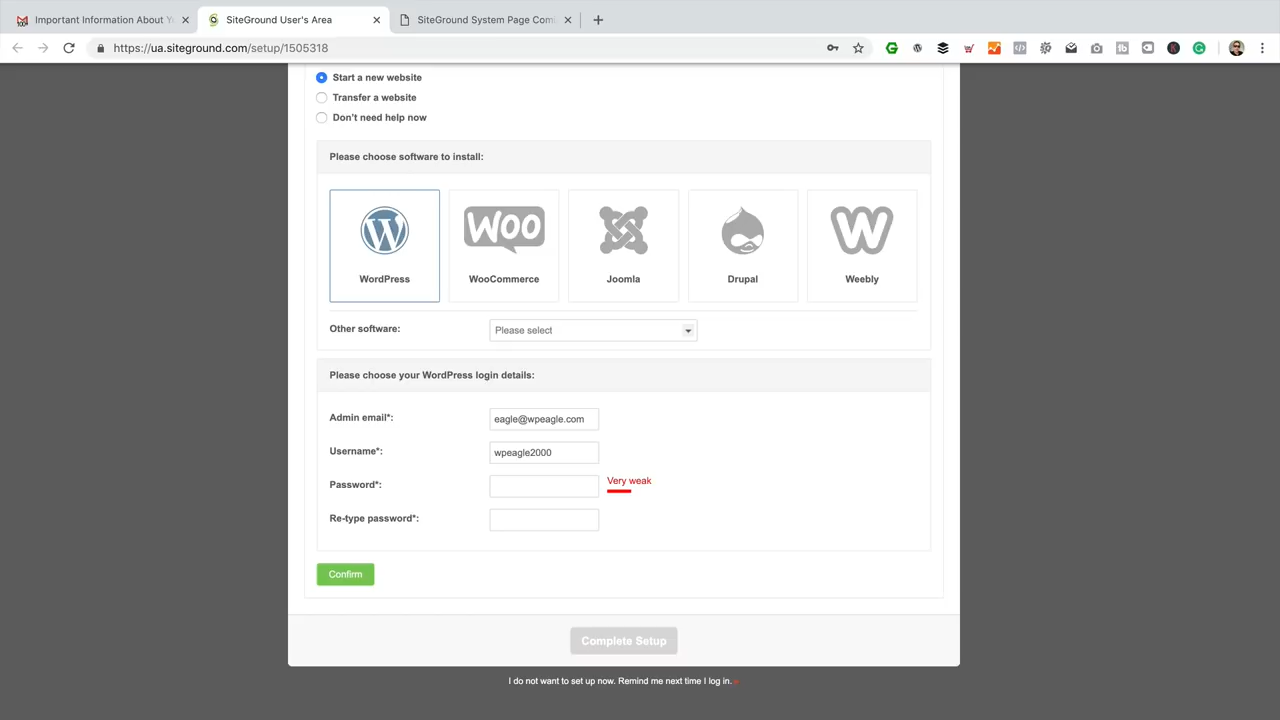 Important Information About Y
SiteGround User's Area
SiteGround System Page Comi
https://ua.siteground.com/setup/1505318
Start a new website
Transfer a website
Don't need help now
Please choose software to install:
WOO
WordPress
WooCommerce
Joomla
Drupal
Weebly
Other software:
Please select
Please choose your WordPress login details:
Admin email*:
eagle@wpeagle.com
Username*:
wpeagle2000
Password*:
Very weak
Re-type password*:
Confirm
Complete Setup
I do not want to set up now. Remind me next time I log in.